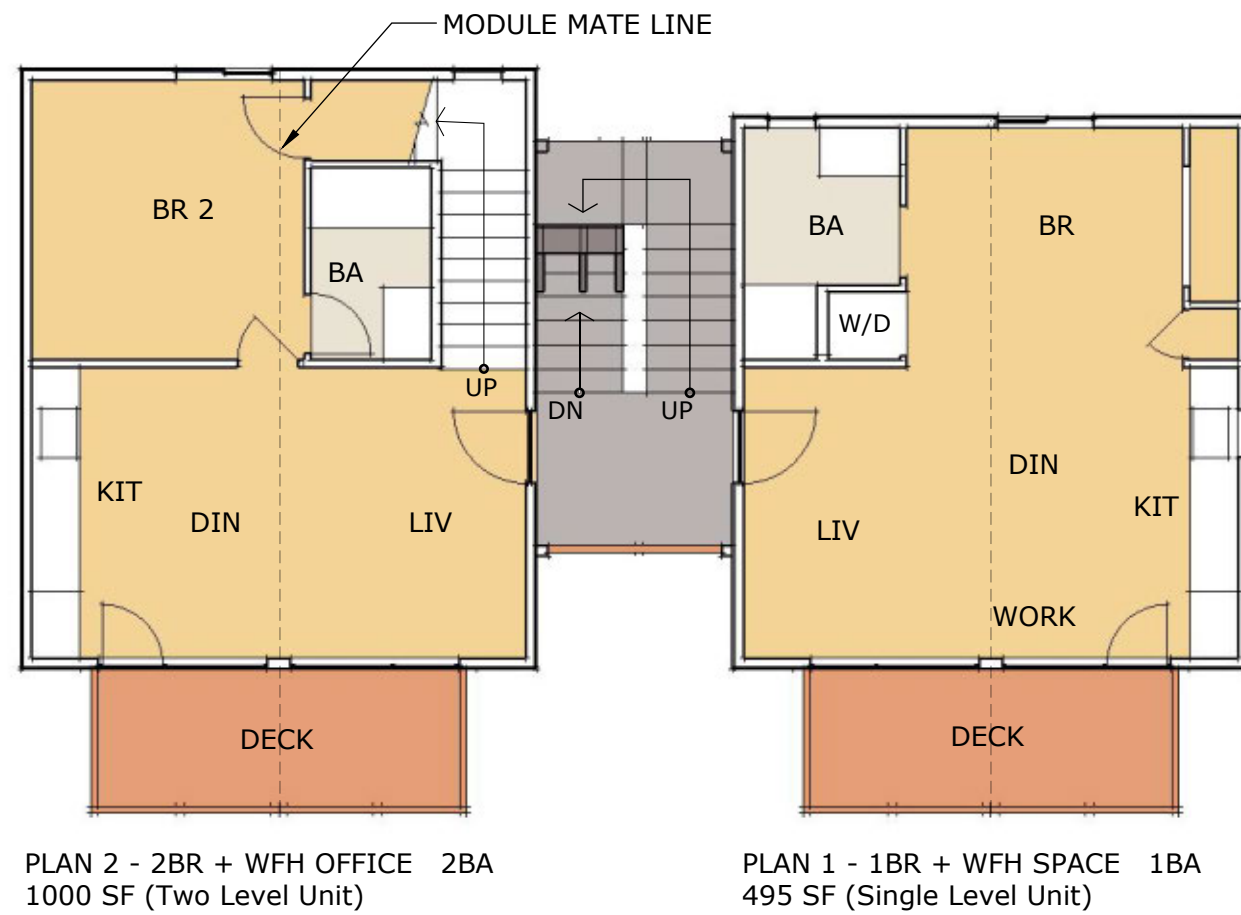 MODULE MATE LINE
BR 2
BA
UP
DN
UP
KIT
DIN
LIV
DECK
BA
BR
W/D
DIN
KIT
LIV
WORK
DECK
PLAN 2 - 2BR + WFH OFFICE 2BA
1000 SF (Two Level Unit)
PLAN 1 - 1BR + WFH SPACE 1BA
495 SF (Single Level Unit)